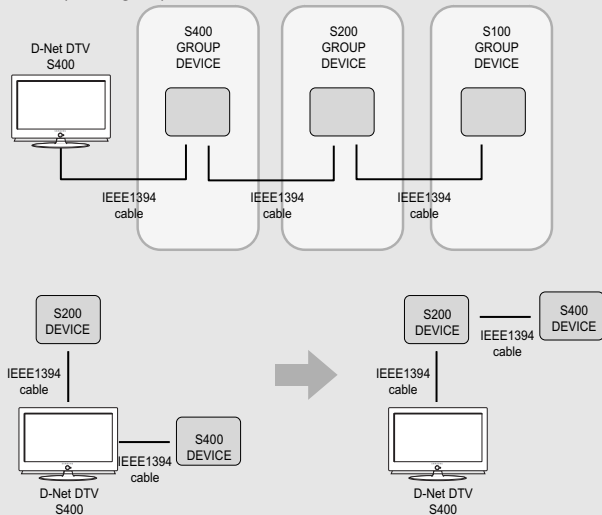 D-Net DTV
S400
S400
GROUP
DEVICE
S200
GROUP
DEVICE
S100
GROUP
DEVICE
IEEE1394
cable
IEEE1394
cable
IEEE1394
cable
S200
DEVICE
IEEE1394
cable
S400
DEVICE
IEEE1394
cable
D-Net DTV
S400
S200
DEVICE
S400
DEVICE
IEEE1394
cable
IEEE1394
cable
D-Net DTV
S400